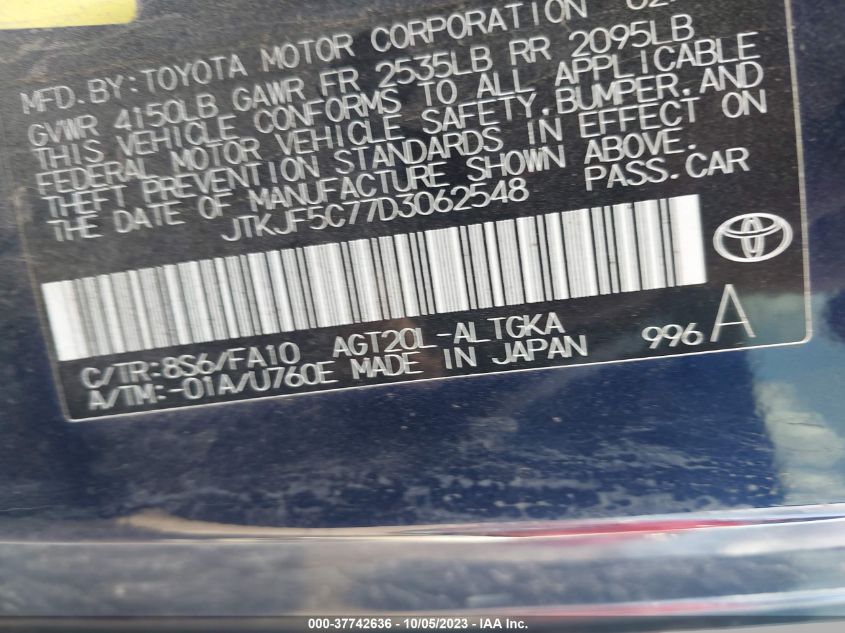 MFD. BY: TOYOTA MOTOR CORPORATION
GVWR 4150LB GAWR FR 2535LB RR 2095LB
THIS VEHICLE CONFORMS TO ALL APPLICABLE
FEDERAL MOTOR VEHICLE SAFETY, BUMPER, AND
THEFT PREVENTION STANDARDS IN EFFECT ON
THE DATE OF MANUFACTURE SHOWN ABOVE.
JTKJF5C77D3062548 PASS. CAR
C/TR:8S6/FA10 AGT20L-ALTGKA 996 A
A/TM:-01A/U760E MADE IN JAPAN
000-37742636 - 10/05/2023 - IAA Inc.